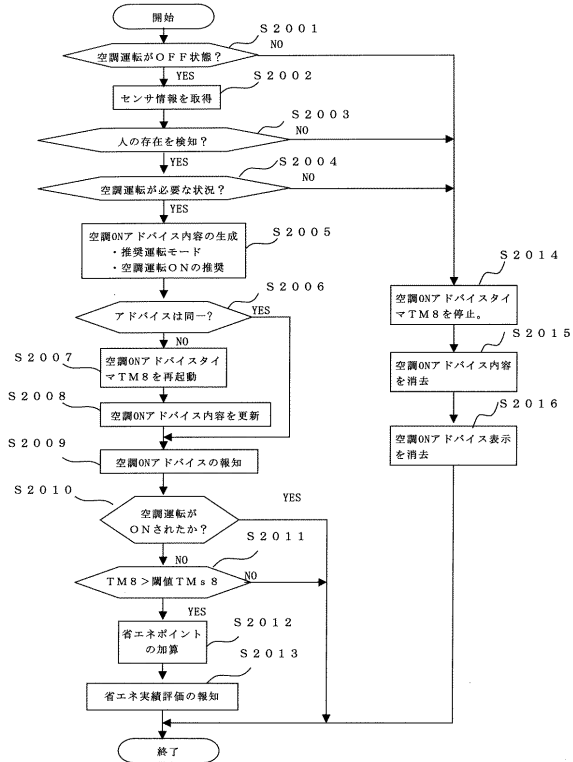 開始
Ｓ２００１
空調運転がＯＦＦ状態？
NO
YES
Ｓ２００２
センサ情報を取得
Ｓ２００３
人の存在を検知？
NO
YES
Ｓ２００４
空調運転が必要な状況？
NO
YES
Ｓ２００５
空調ONアドバイス内容の生成
・推奨運転モード
・空調運転ＯＮの推奨
Ｓ２００６
アドバイスは同一？
YES
NO
Ｓ２００７
空調ONアドバイスタイ
マTM８を再起動
Ｓ２００８
空調ONアドバイス内容を更新
Ｓ２００９
空調ONアドバイスの報知
Ｓ２０１０
空調運転が
ＯＮされたか？
YES
NO
Ｓ２０１１
ＴＭ８＞閾値ＴＭｓ８
NO
YES
Ｓ２０１２
省エネポイント
の加算
Ｓ２０１３
省エネ実績評価の報知
終了
Ｓ２０１４
空調ONアドバイスタイ
マTM８を停止。
Ｓ２０１５
空調ONアドバイス内容
を消去
Ｓ２０１６
空調ONアドバイス表示
を消去